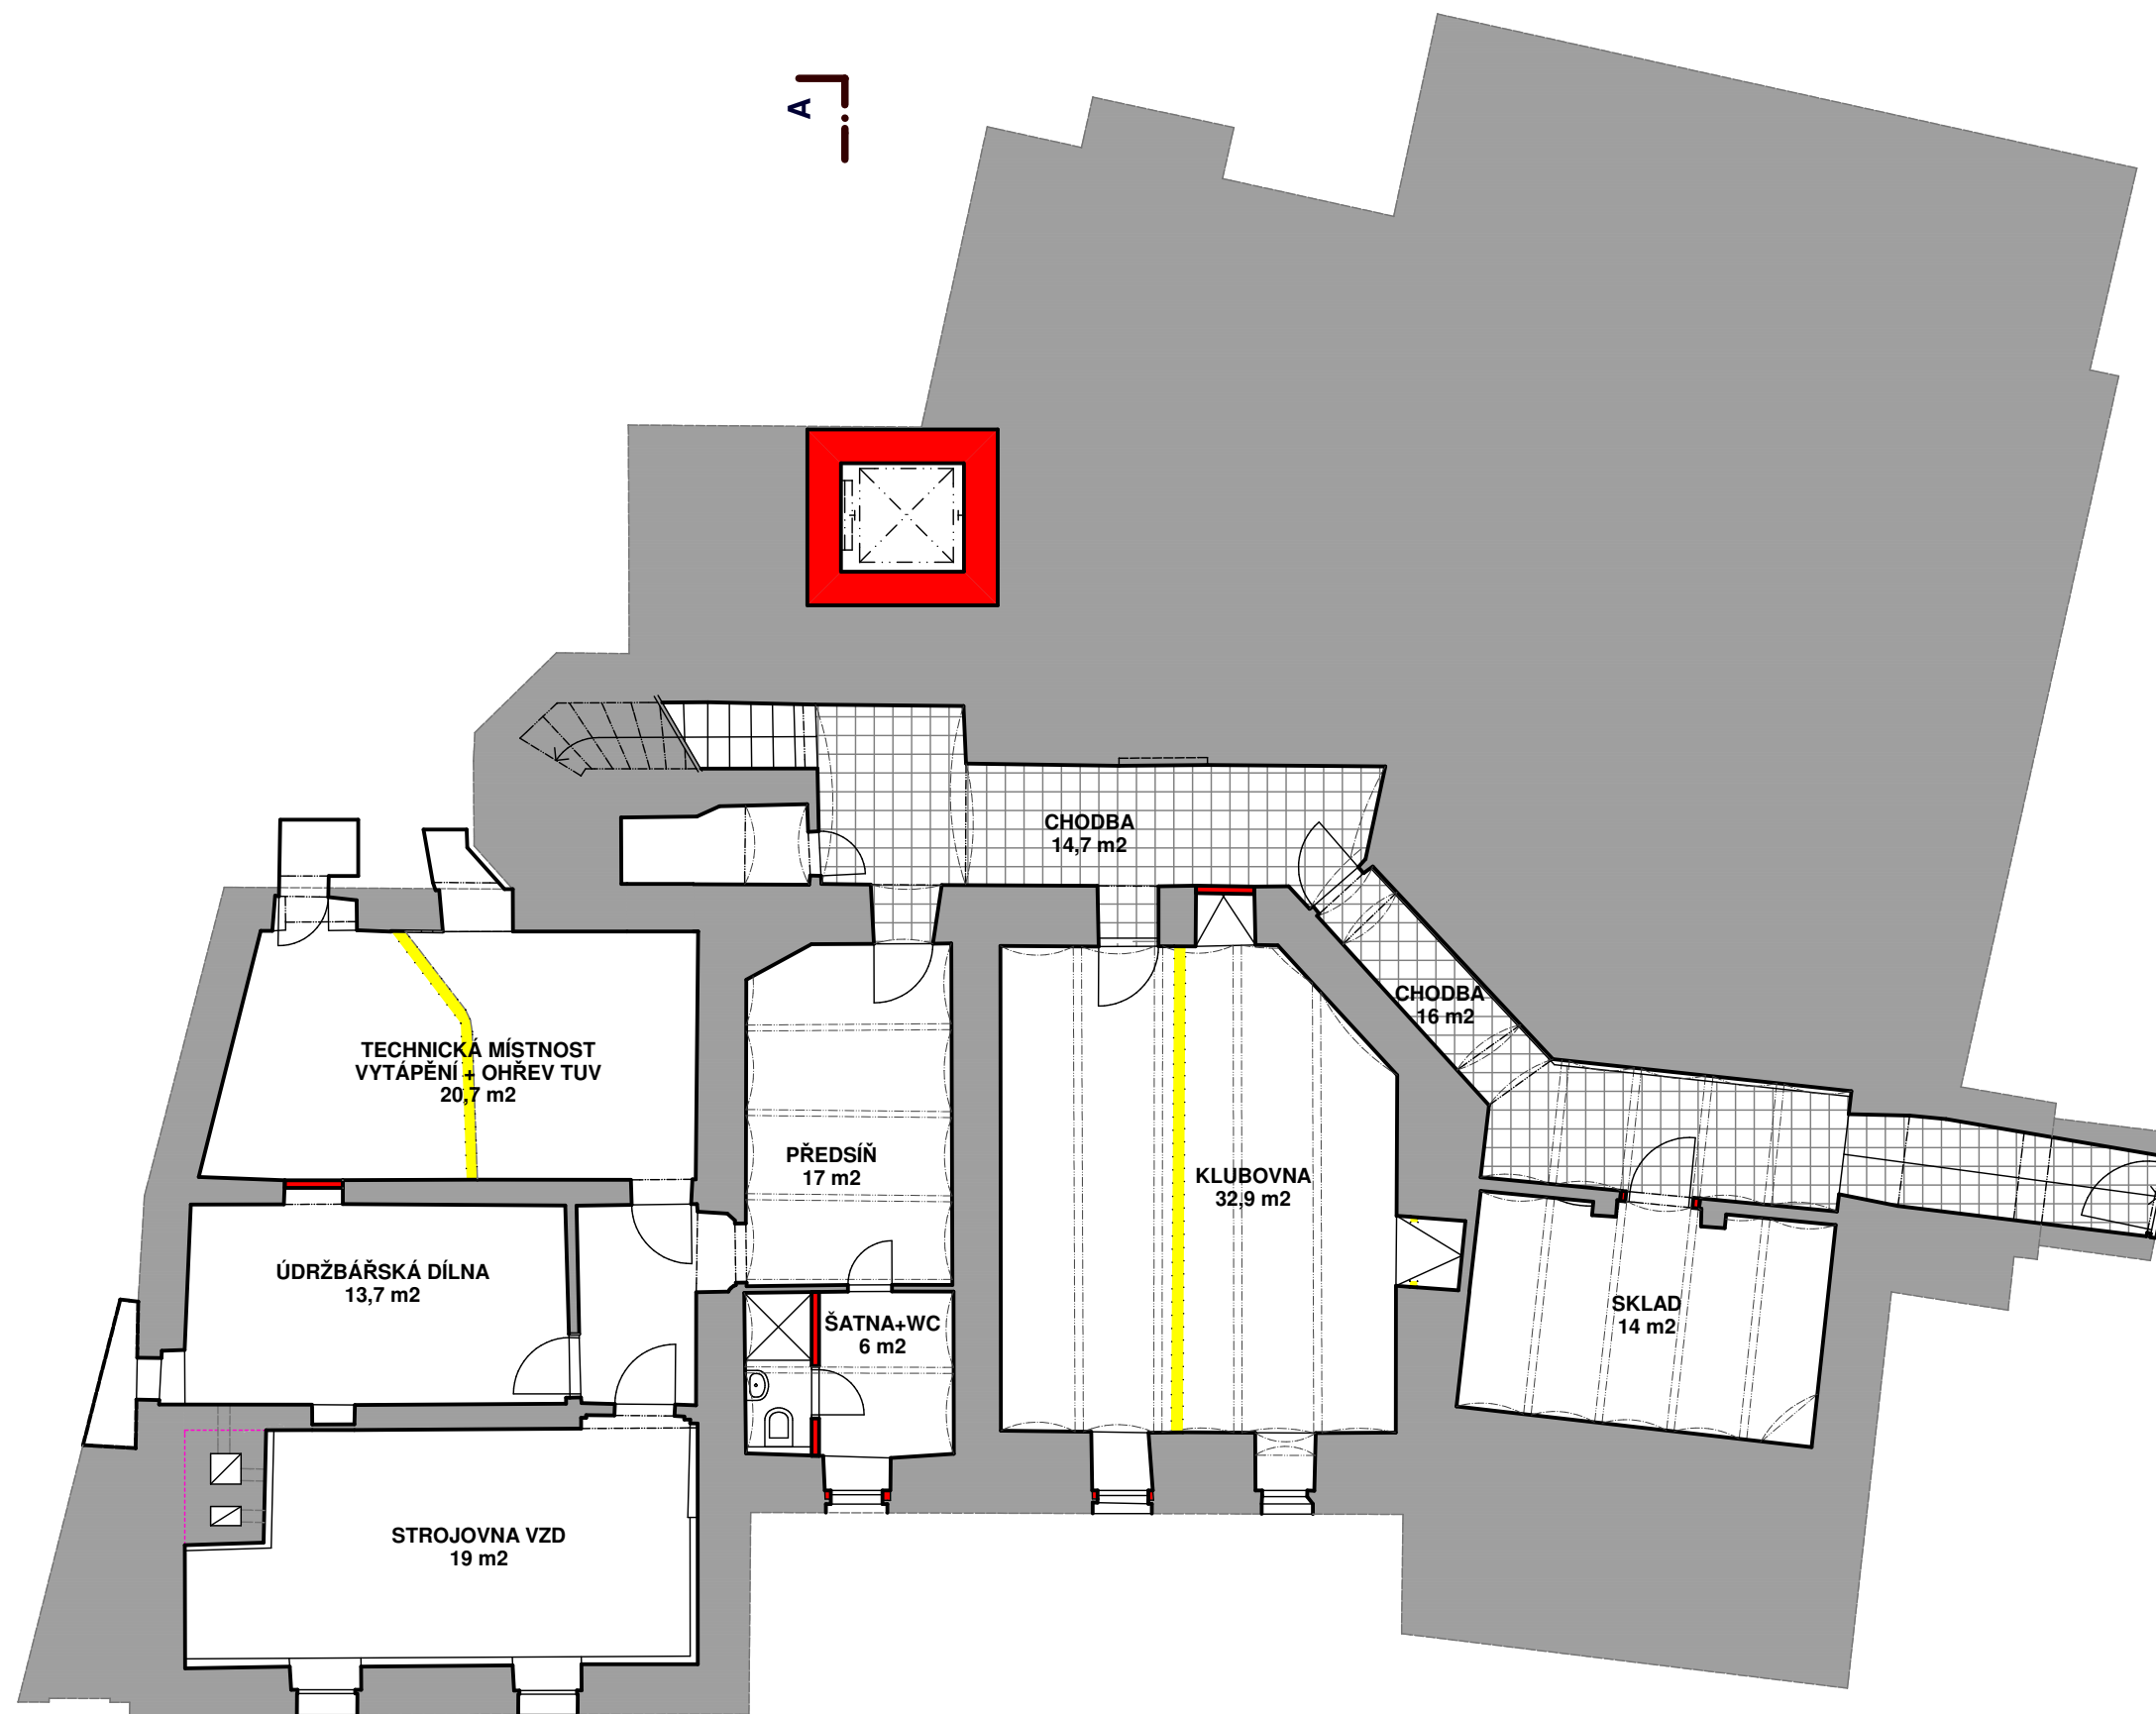 A
CHODBA
14,7 m2
CHODBA
16 m2
TECHNICKÁ MÍSTNOST
VYTÁPĚNÍ + OHŘEV TUV
20,7 m2
PŘEDSÍŇ
17 m2
KLUBOVNA
32,9 m2
ÚDRŽBÁŘSKÁ DÍLNA
13,7 m2
SKLAD
14 m2
ŠATNA+WC
6 m2
STROJOVNA VZD
19 m2